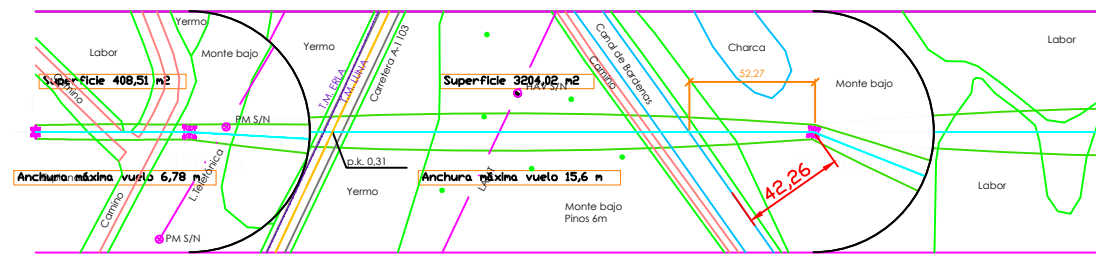 Yermo
Labor
Monte bajo
Yermo
Superficie 408,51 m2
Camino
T.M. ERLA
T.M. LUNA
Carretera A-1103
Superficie 3204,02 m2
HAV S/N
Camino
Canal de Bardenas
Charca
52,27
Monte bajo
Labor
PM S/N
p.k. 0,31
Anchura máxima vuelo 6,78 m
L.Telefónica
Camino
PM S/N
Yermo
Anchura máxima vuelo 15,6 m
Monte bajo
Pinos 6m
42,26
Labor